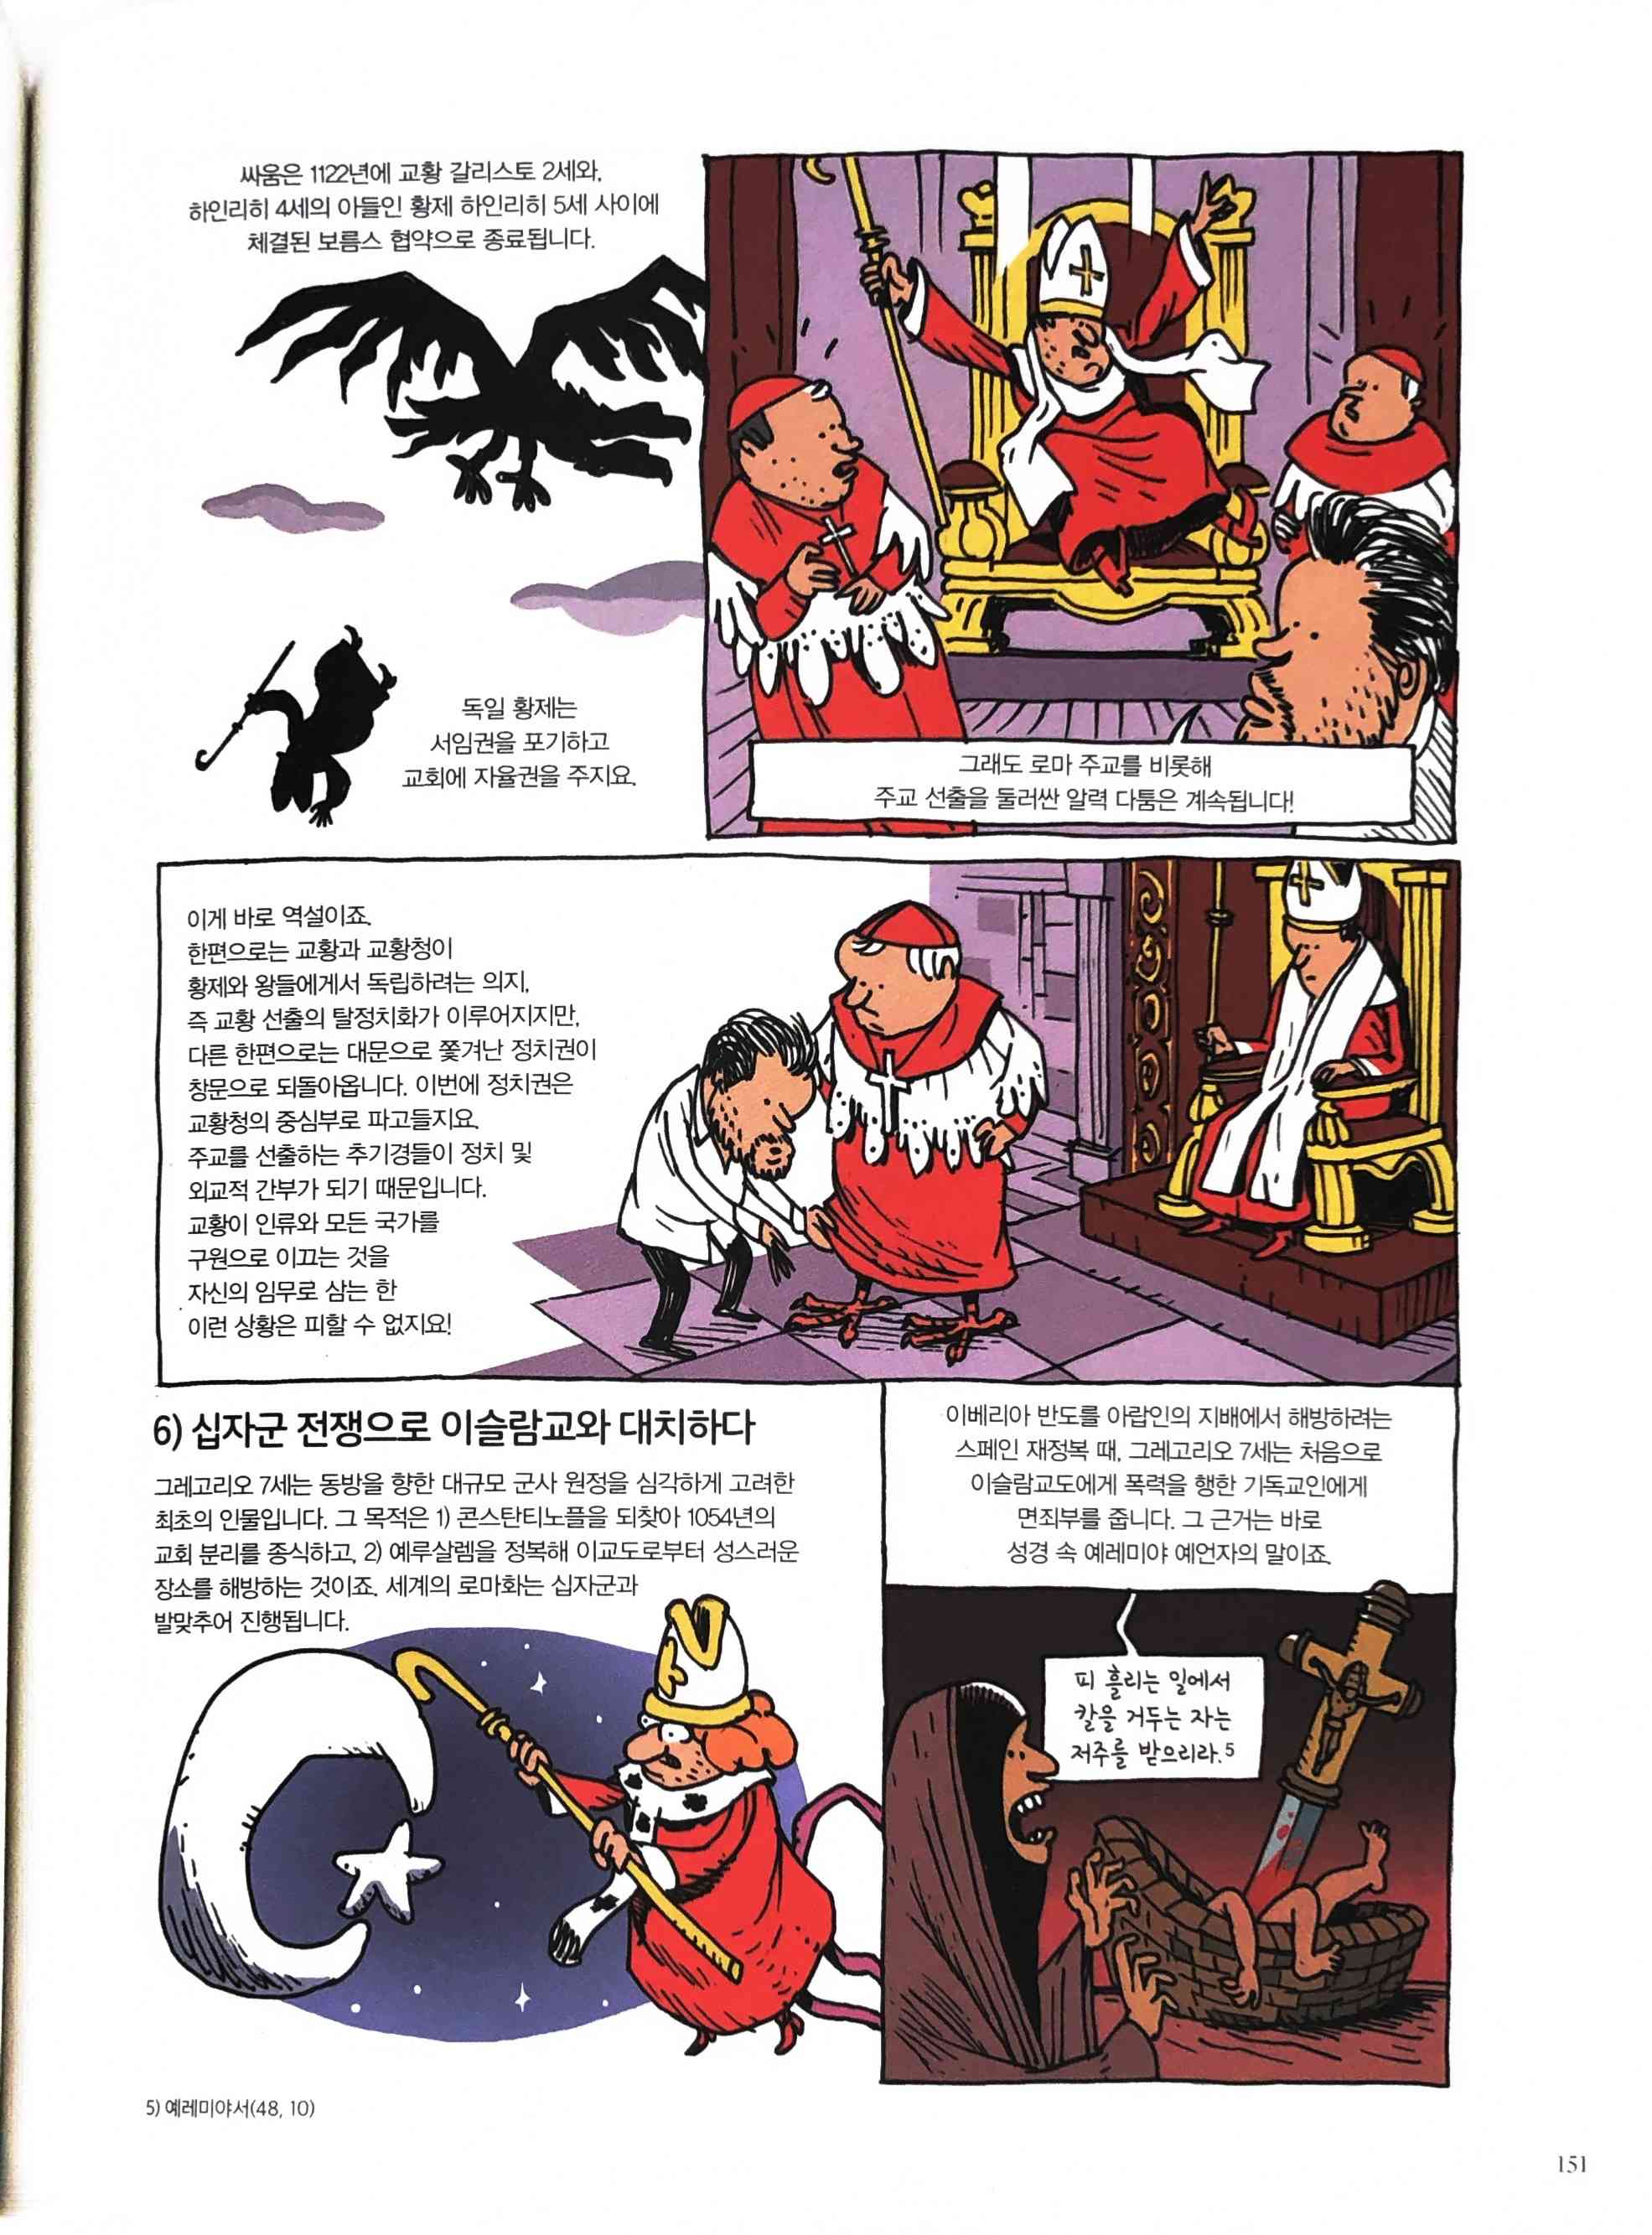 싸움은 1122년에 교황 갈리스토 2세와,
하인리히 4세의 아들인 황제 하인리히 5세 사이에
체결된 보름스 협약으로 종료됩니다.
독일 황제는
서임권을 포기하고
교회에 자율권을 주지요.
그래도 로마 주교를 비롯해
주교 선출을 둘러싼 알력 다툼은 계속됩니다!
이게 바로 역설이죠.
한편으로는 교황과 교황청이
황제와 왕들에게서 독립하려는 의지,
즉 교황 선출의 탈정치화가 이루어지지만,
다른 한편으로는 대문으로 쫓겨난 정치권이
창문으로 되돌아옵니다. 이번에 정치권은
교황청의 중심부로 파고들지요.
주교를 선출하는 추기경들이 정치 및
외교적 간부가 되기 때문입니다.
교황이 인류와 모든 국가를
구원으로 이끄는 것을
자신의 임무로 삼는 한
이런 상황은 피할 수 없지요!
6) 십자군 전쟁으로 이슬람교와 대치하다
그레고리오 7세는 동방을 향한 대규모 군사 원정을 심각하게 고려한
최초의 인물입니다. 그 목적은 1) 콘스탄티노플을 되찾아 1054년의
교회 분리를 종식하고, 2) 예루살렘을 정복해 이교도로부터 성스러운
장소를 해방하는 것이죠. 세계의 로마화는 십자군과
발맞추어 진행됩니다.
이베리아 반도를 아랍인의 지배에서 해방하려는
스페인 재정복 때, 그레고리오 7세는 처음으로
이슬람교도에게 폭력을 행한 기독교인에게
면죄부를 줍니다. 그 근거는 바로
성경 속 예레미야 예언자의 말이죠.
피 흘리는 일에서
칼을 거두는 자는
저주를 받으리라.5
5) 예레미야서(48, 10)
151